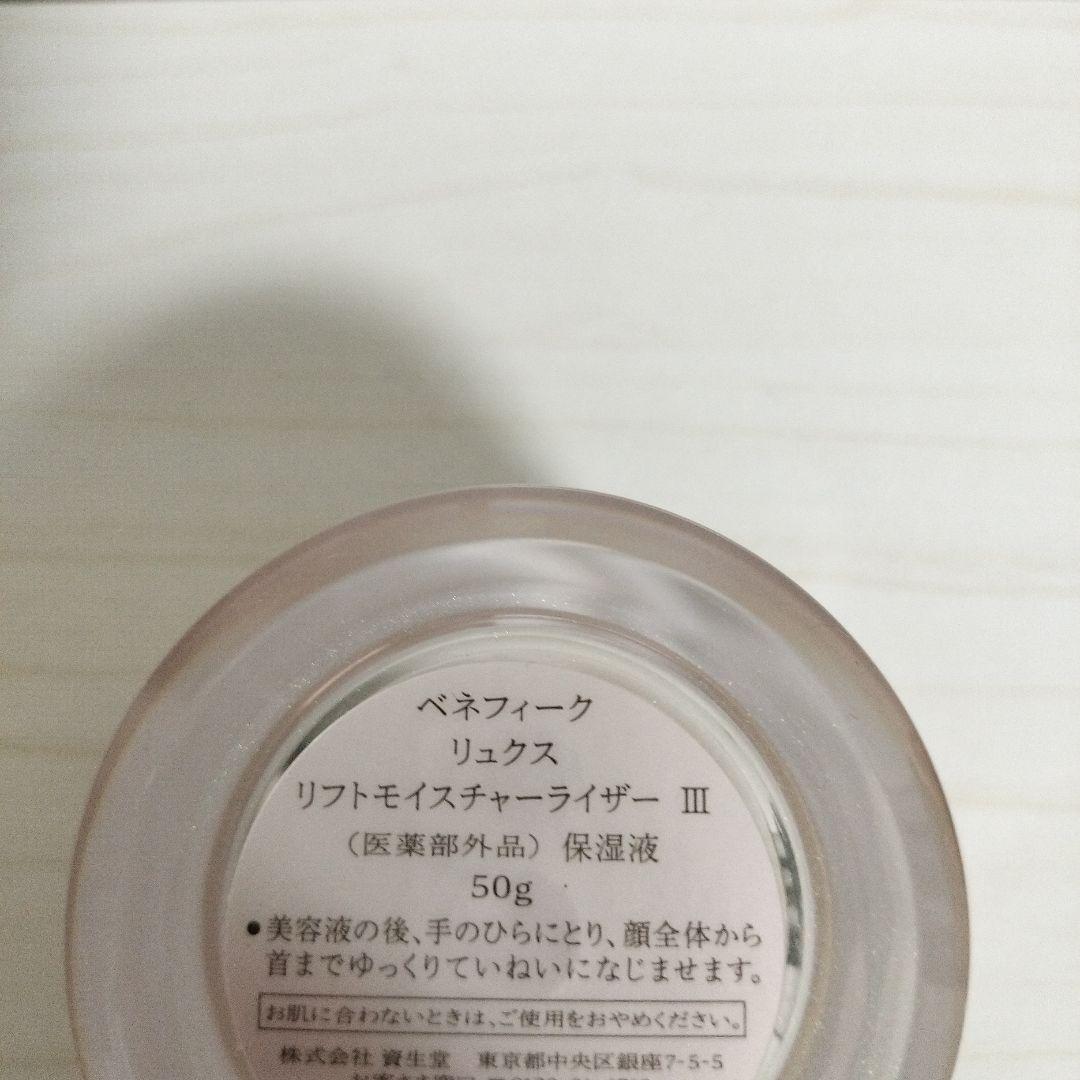 ベネフィーク
リュクス
リフトモイスチャーライザー Ⅲ
（医薬部外品）保湿液
50g
•美容液の後、手のひらにとり、顔全体から
首までゆっくりていねいになじませます。
お肌に合わないときは、ご使用をおやめください。
株式会社 資生堂 東京都中央区銀座7-5-5